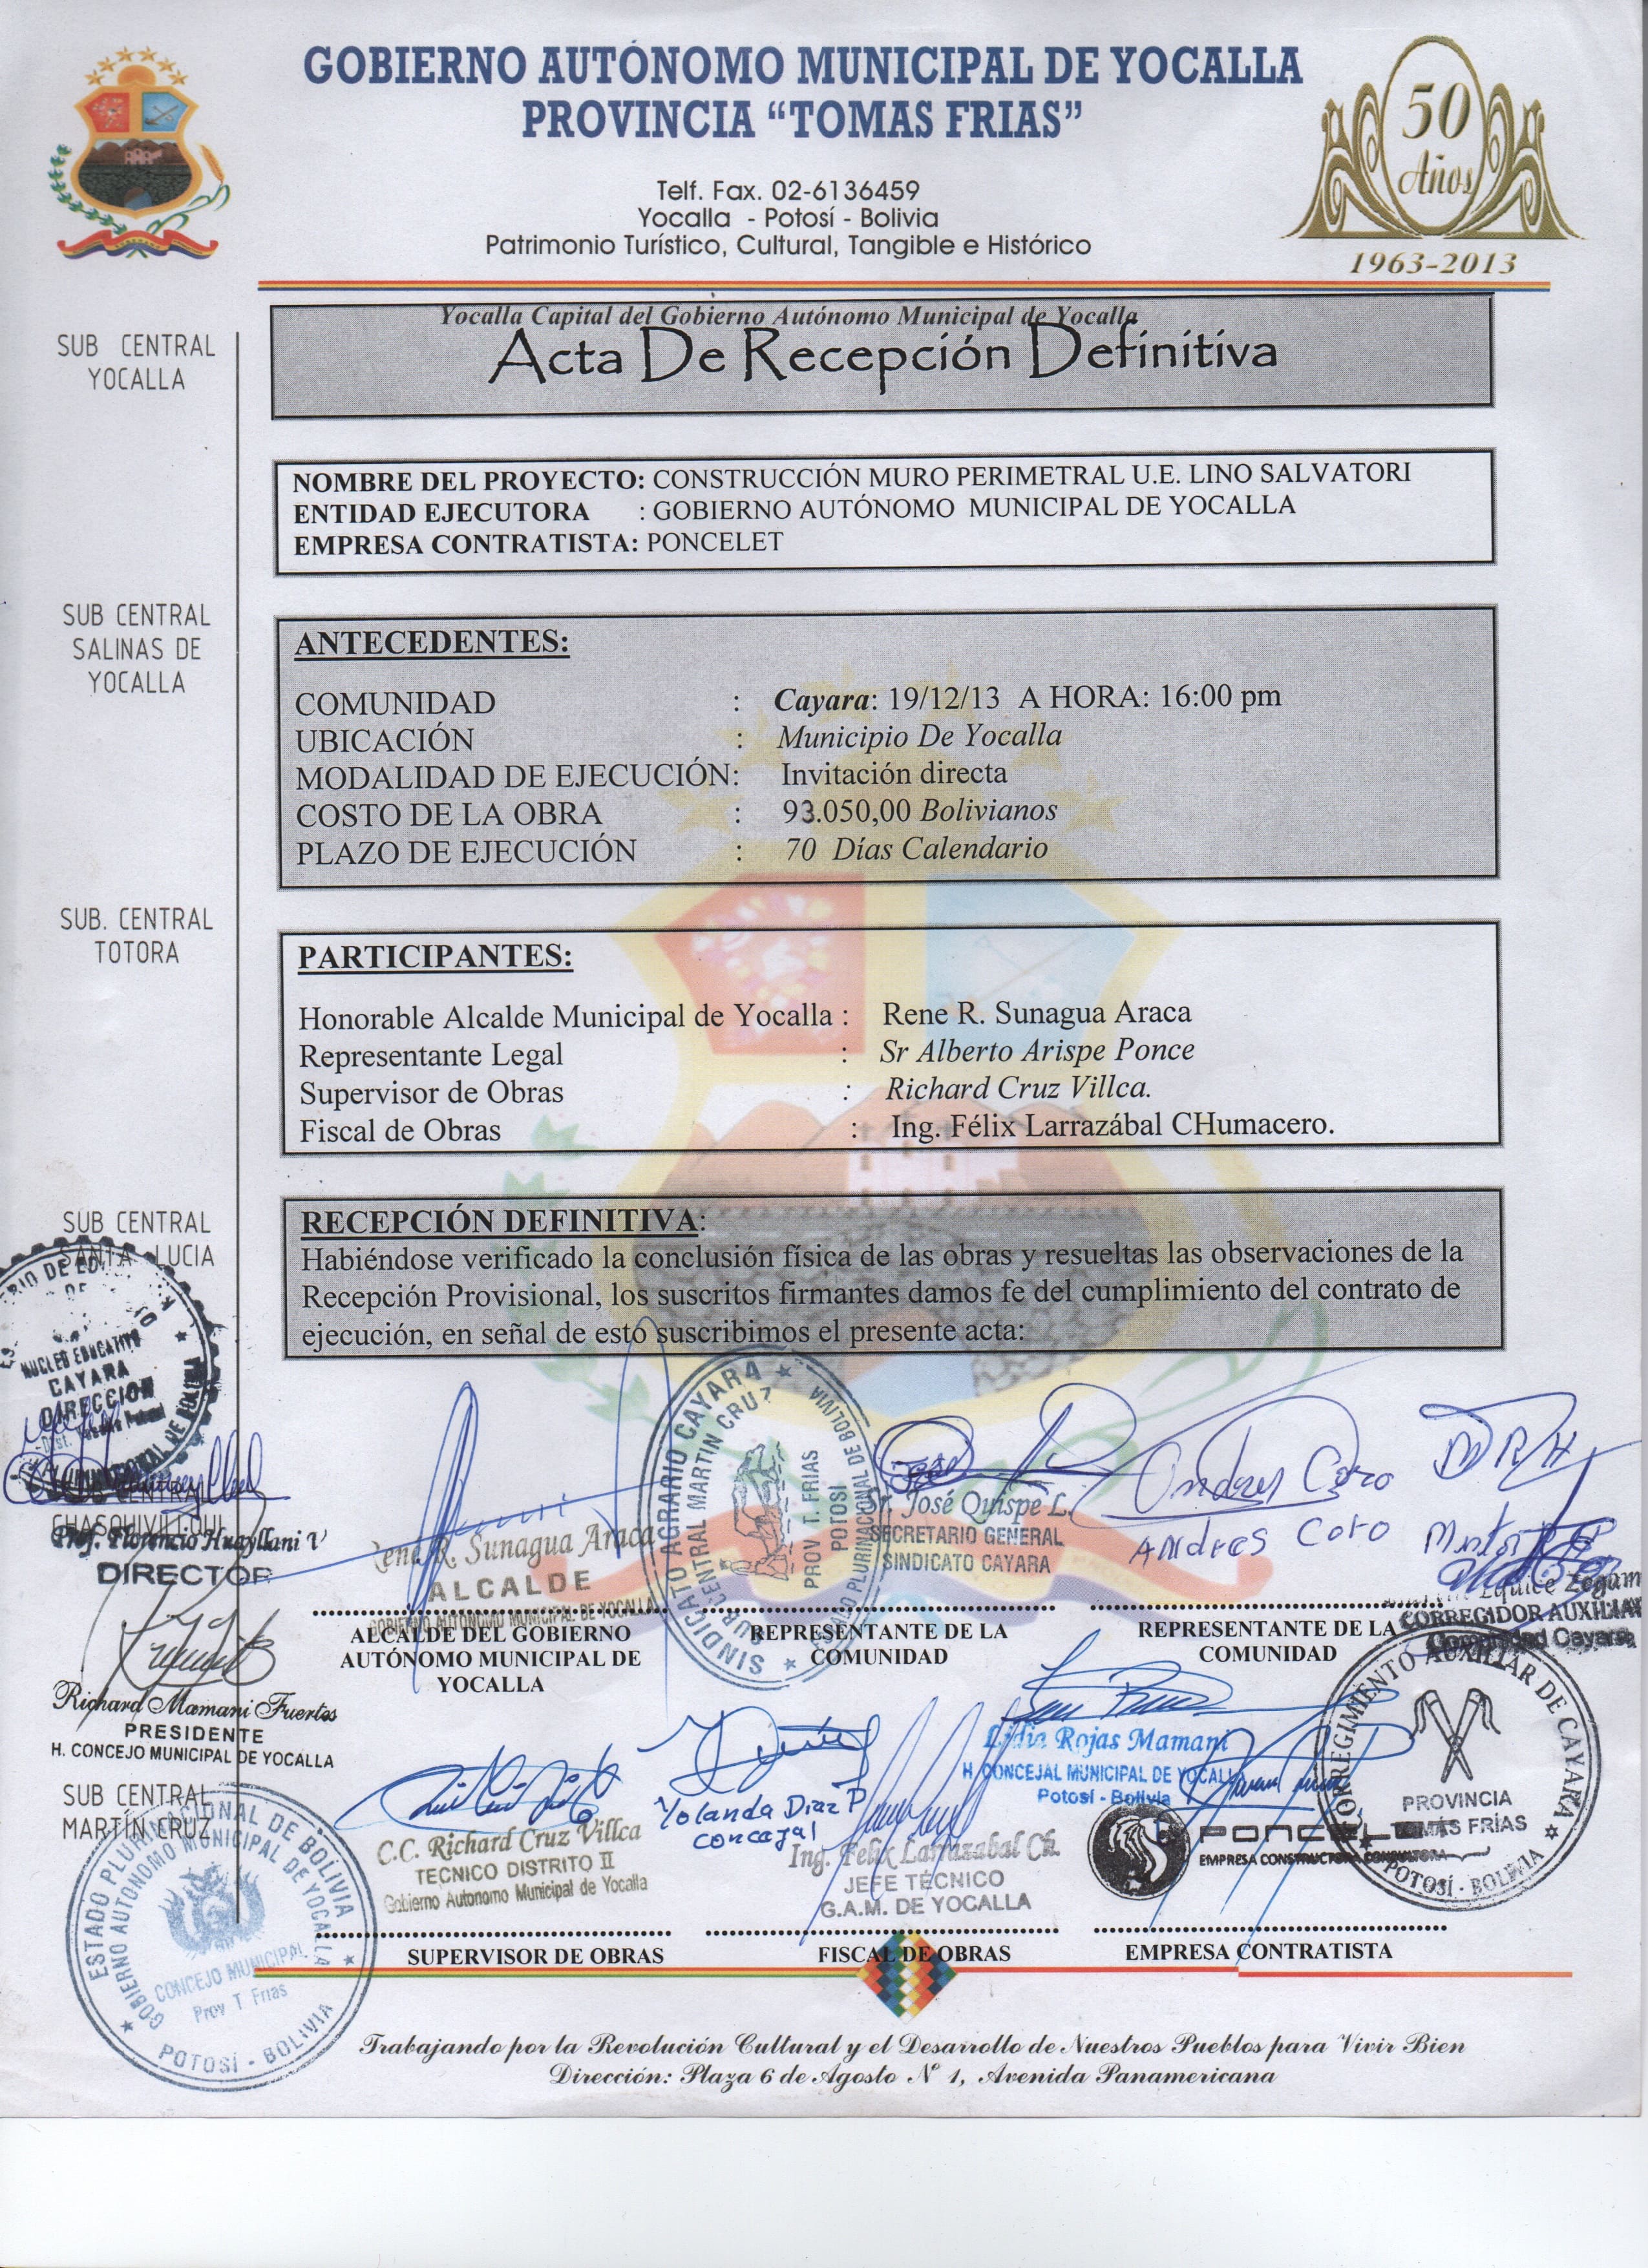 GOBIERNO AUTÓNOMO MUNICIPAL DE YOCALLA
PROVINCIA “TOMAS FRIAS”
Telf. Fax. 02-6136459
Yocalla - Potosí - Bolivia
Patrimonio Turístico, Cultural, Tangible e Histórico
50
Años
1963-2013
Yocalla Capital del Gobierno Autónomo Municipal de Yocalla
Acta De Recepción Definitiva
SUB CENTRAL
YOCALLA
NOMBRE DEL PROYECTO: CONSTRUCCIÓN MURO PERIMETRAL U.E. LINO SALVATORI
ENTIDAD EJECUTORA : GOBIERNO AUTÓNOMO MUNICIPAL DE YOCALLA
EMPRESA CONTRATISTA: PONCELET
SUB CENTRAL
SALINAS DE
YOCALLA
ANTECEDENTES:
COMUNIDAD : Cayara: 19/12/13 A HORA: 16:00 pm
UBICACIÓN : Municipio De Yocalla
MODALIDAD DE EJECUCIÓN: Invitación directa
COSTO DE LA OBRA : 93.050,00 Bolivianos
PLAZO DE EJECUCIÓN : 70 Días Calendario
SUB. CENTRAL
TOTORA
PARTICIPANTES:
Honorable Alcalde Municipal de Yocalla : Rene R. Sunagua Araca
Representante Legal : Sr Alberto Arispe Ponce
Supervisor de Obras : Richard Cruz Villca.
Fiscal de Obras : Ing. Félix Larrazábal CHumacero.
SUB CENTRAL
SANTA LUCIA
RECEPCIÓN DEFINITIVA:
Habiéndose verificado la conclusión física de las obras y resueltas las observaciones de la
Recepción Provisional, los suscritos firmantes damos fe del cumplimiento del contrato de
ejecución, en señal de esto suscribimos el presente acta:
NUCLEO EDUCATIVO
CAYARA
DIRECCION
SUB CENTRAL
CHASQUIVILLQUI
Prof. Florencio Huayllani V
DIRECTOR
Rene R. Sunagua Araca
ALCALDE
GOBIERNO AUTÓNOMO MUNICIPAL DE YOCALLA
ALCALDE DEL GOBIERNO
AUTÓNOMO MUNICIPAL DE
YOCALLA
SINDICATO AGRARIO CAYARA
SUB CENTRAL MARTIN CRUZ
PROV T. FRIAS
POTOSÍ
ESTADO PLURINACIONAL DE BOLIVIA
Sr. José Quispe L.
SECRETARIO GENERAL
SINDICATO CAYARA
REPRESENTANTE DE LA
COMUNIDAD
Andres Coro
Andres Coro
CORREGIDOR AUXILIAR
Comunidad Cayara
REPRESENTANTE DE LA
COMUNIDAD
CORREGIMIENTO AUXILIAR DE CAYARA
PROVINCIA
TOMAS FRÍAS
POTOSÍ - BOLIVIA
Richard Mamani Fuertes
PRESIDENTE
H. CONCEJO MUNICIPAL DE YOCALLA
SUB CENTRAL
MARTÍN CRUZ
ESTADO PLURINACIONAL DE BOLIVIA
GOBIERNO AUTONOMO MUNICIPAL DE YOCALLA
CONCEJO MUNICIPAL
Prov T Frias
POTOSÍ - BOLIVIA
C.C. Richard Cruz Villca
TECNICO DISTRITO II
Gobierno Autonomo Municipal de Yocalla
SUPERVISOR DE OBRAS
Yolanda Diaz P
concejal
Ing. Felix Larrazabal Ch.
JEFE TÉCNICO
G.A.M. DE YOCALLA
FISCAL DE OBRAS
Lidia Rojas Mamani
H. CONCEJAL MUNICIPAL DE YOCALLA
Potosí - Bolivia
PONCELET
EMPRESA CONSTRUCTORA CONSULTORA
EMPRESA CONTRATISTA
Trabajando por la Revolución Cultural y el Desarrollo de Nuestros Pueblos para Vivir Bien
Dirección: Plaza 6 de Agosto Nº 1, Avenida Panamericana